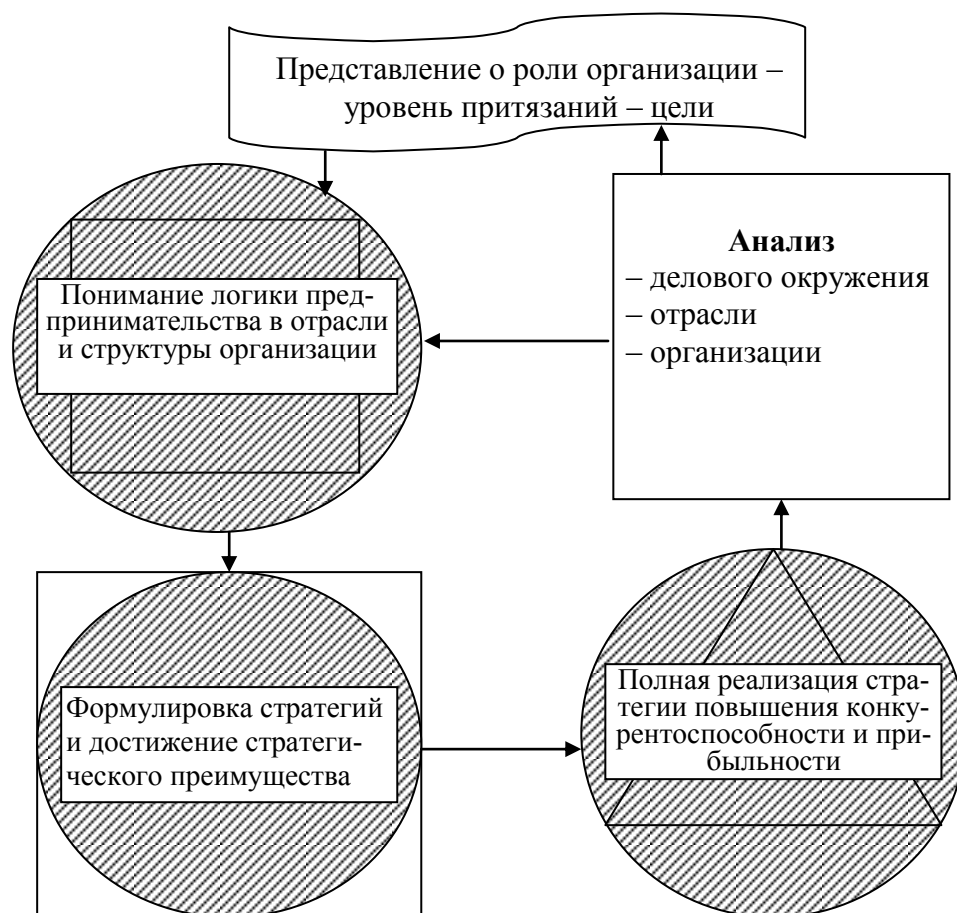 Представление о роли организации –
уровень притязаний – цели
Анализ
– делового окружения
– отрасли
– организации
Понимание логики пред-
принимательства в отрасли
и структуры организации
Формулировка стратегий
и достижение стратеги-
ческого преимущества
Полная реализация стра-
тегии повышения конку-
рентоспособности и при-
быльности